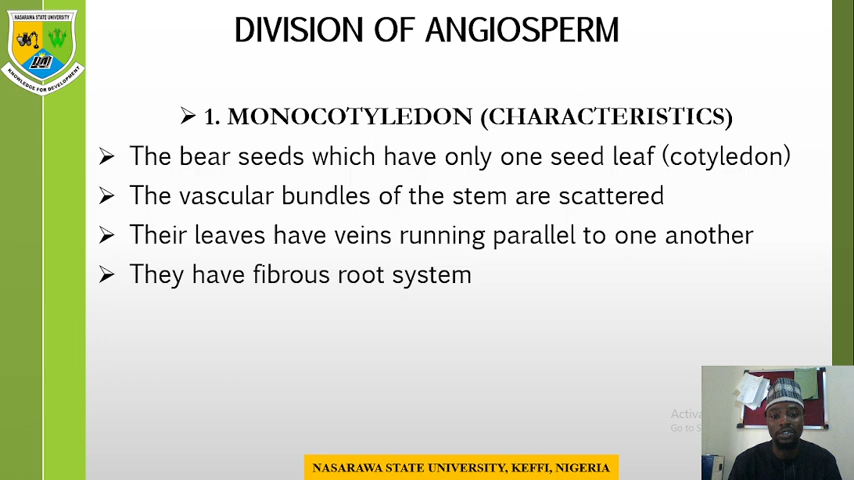 NASARAWA STATE UNIVERSITY
KNOWLEDGE FOR DEVELOPMENT
DIVISION OF ANGIOSPERM
➢ 1. MONOCOTYLEDON (CHARACTERISTICS)
➢ The bear seeds which have only one seed leaf (cotyledon)
➢ The vascular bundles of the stem are scattered
➢ Their leaves have veins running parallel to one another
➢ They have fibrous root system
Go to
NASARAWA STATE UNIVERSITY, KEFFI, NIGERIA